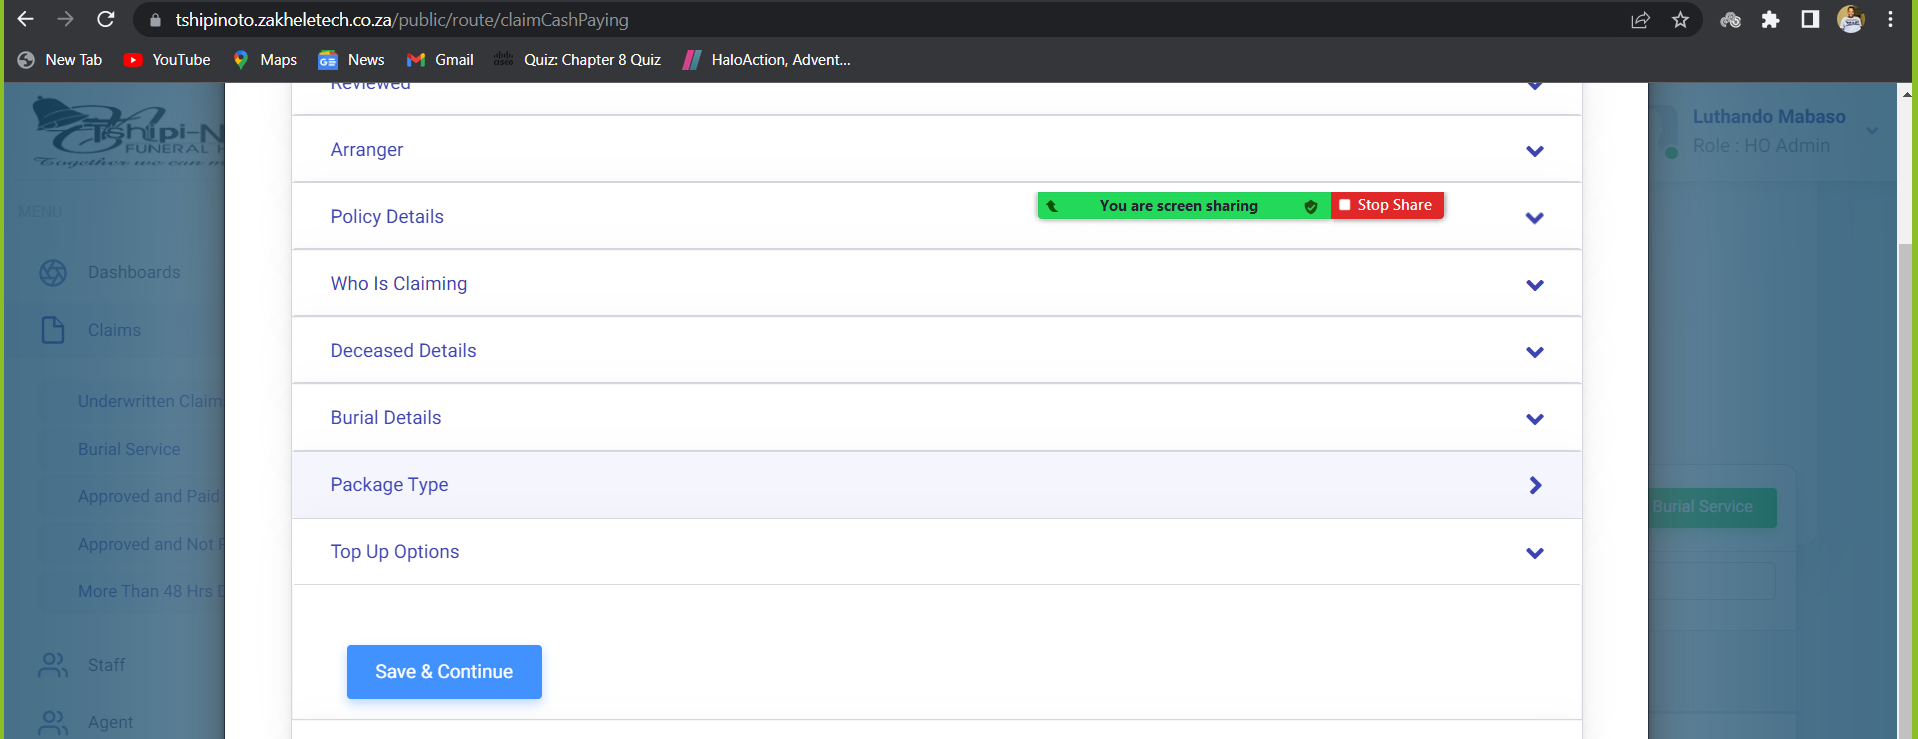 tshipinoto.zakheletech.co.za/public/route/claimCashPaying
New Tab
YouTube
Maps
News
Gmail
Quiz: Chapter 8 Quiz
HaloAction, Advent...
Reviewed
Tshipi-N
FUNERAL H
Together we can m
Luthando Mabaso
Role : HO Admin
Arranger
You are screen sharing
Stop Share
MENU
Policy Details
Dashboards
Who Is Claiming
Claims
Deceased Details
Underwritten Claim
Burial Details
Burial Service
Package Type
Approved and Paid
Burial Service
Approved and Not
Top Up Options
More Than 48 Hrs
Staff
Save & Continue
Agent